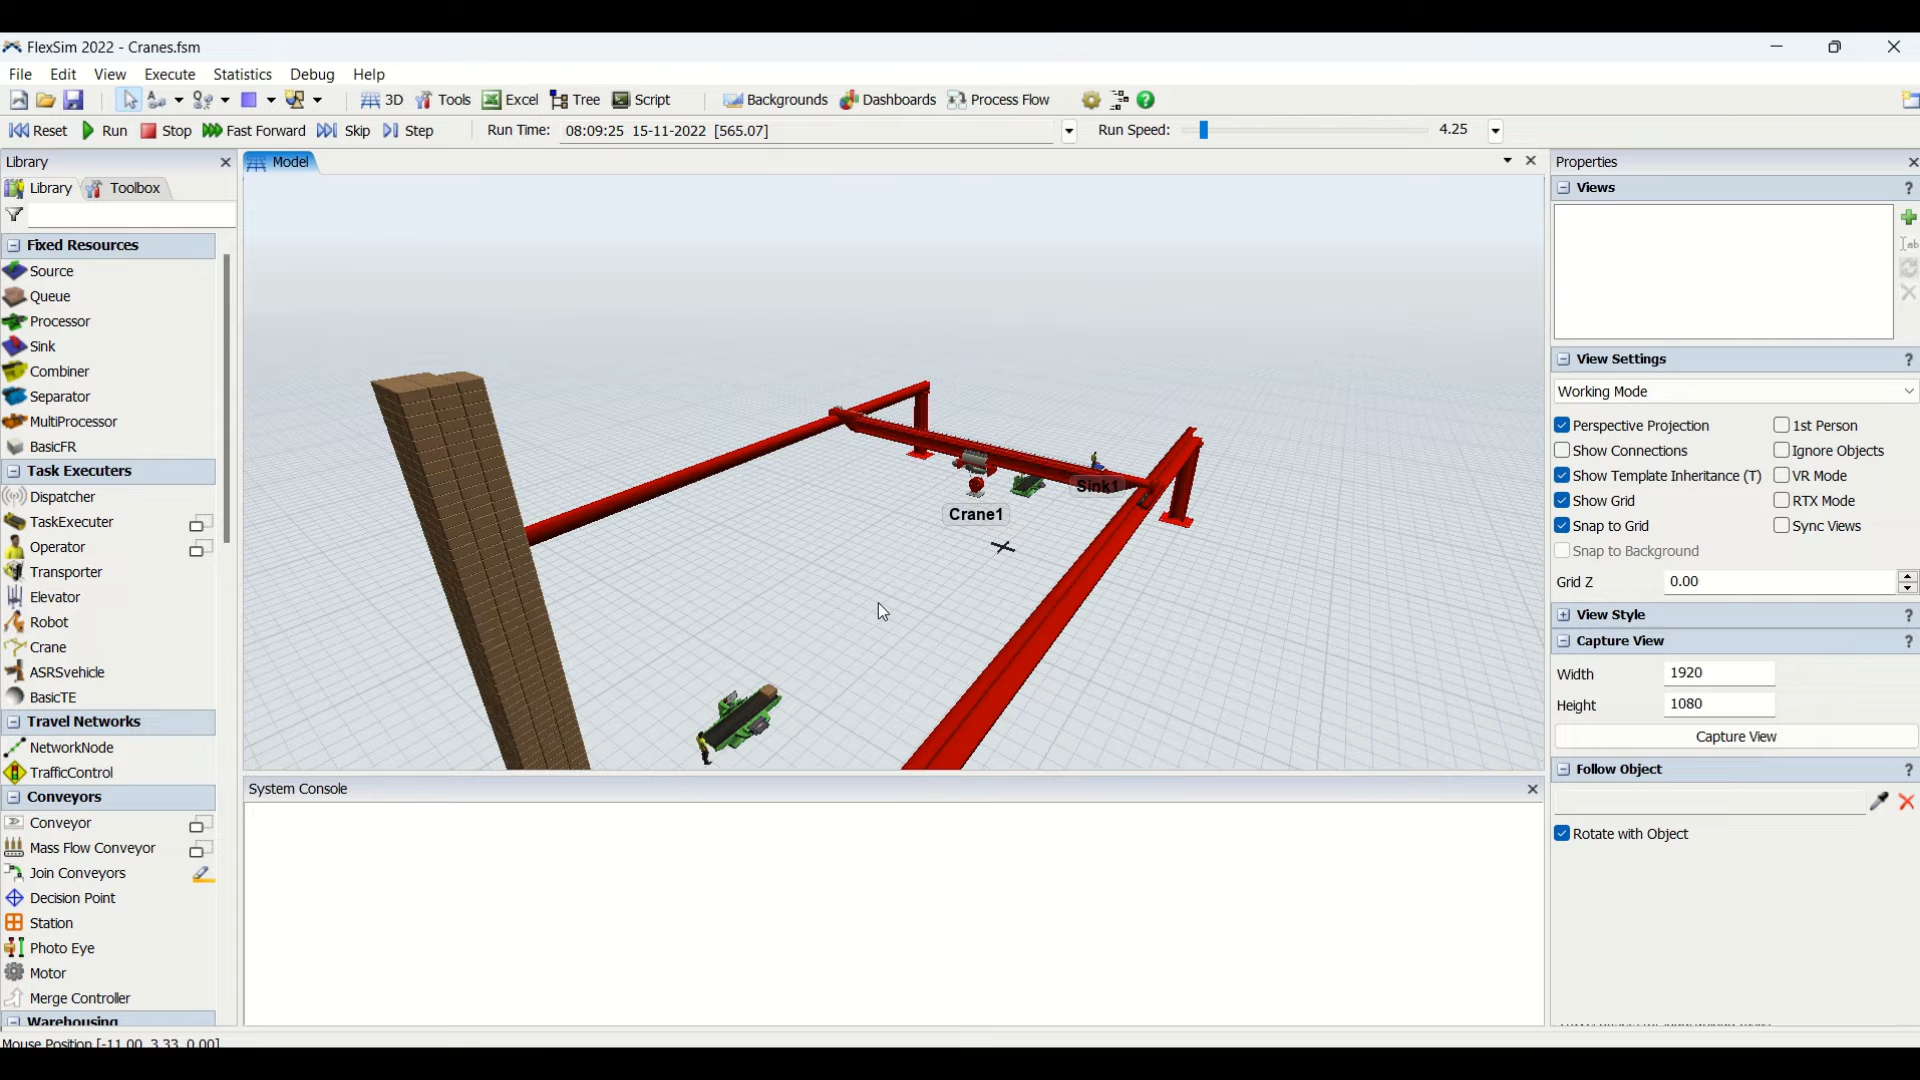 FlexSim 2022 - Cranes.fsm
File Edit View Execute Statistics Debug Help
3D Tools Excel Tree Script Backgrounds Dashboards Process Flow
Reset Run Stop Fast Forward Skip Step Run Time: 08:09:25 15-11-2022 [565.07] Run Speed: 4.25
Library
Library Toolbox
Fixed Resources
Source
Queue
Processor
Sink
Combiner
Separator
MultiProcessor
BasicFR
Task Executers
Dispatcher
TaskExecuter
Operator
Transporter
Elevator
Robot
Crane
ASRSvehicle
BasicTE
Travel Networks
NetworkNode
TrafficControl
Conveyors
Conveyor
Mass Flow Conveyor
Join Conveyors
Decision Point
Station
Photo Eye
Motor
Merge Controller
Warehousing
Mouse Position [-11.00, 3.33, 0.00]
Model
Sink1
Crane1
System Console
Properties
Views
View Settings
Working Mode
Perspective Projection 1st Person
Show Connections Ignore Objects
Show Template Inheritance (T) VR Mode
Show Grid RTX Mode
Snap to Grid Sync Views
Snap to Background
Grid Z 0.00
View Style
Capture View
Width 1920
Height 1080
Capture View
Follow Object
Rotate with Object